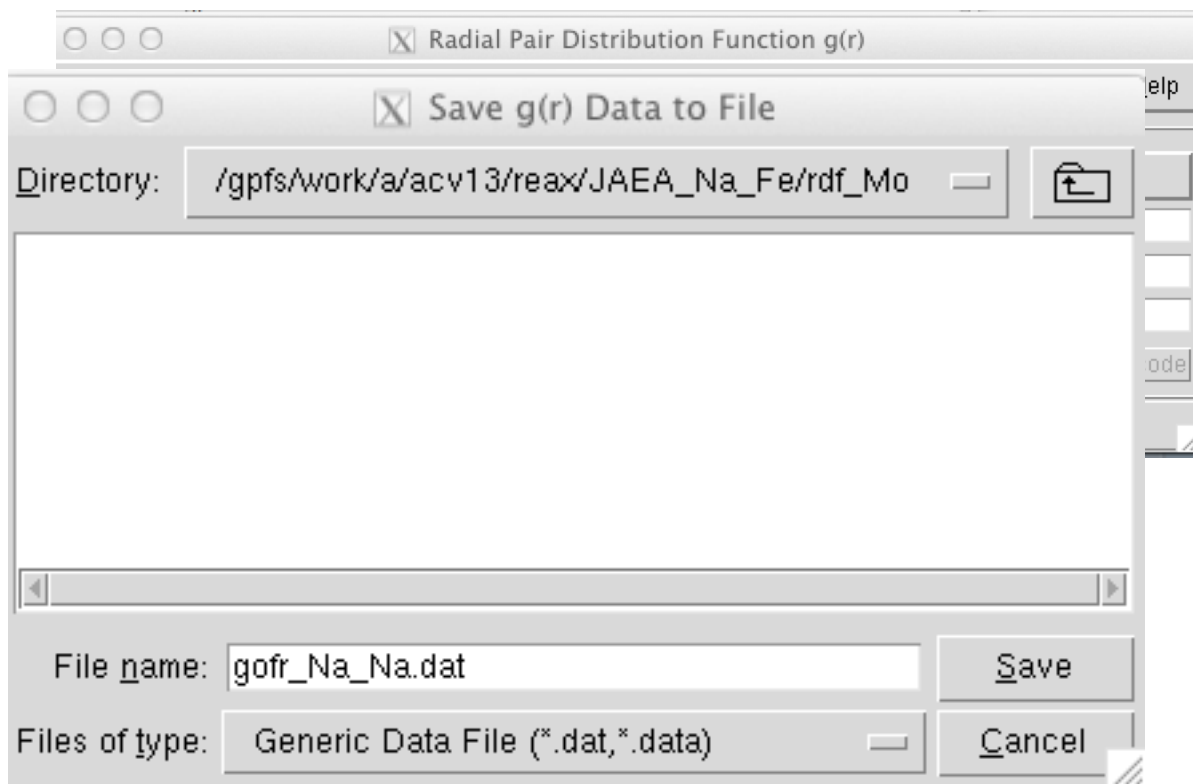 Radial Pair Distribution Function g(r)
elp
Save g(r) Data to File
Directory: /gpfs/work/a/acv13/reax/JAEA_Na_Fe/rdf_Mo
ode
File name: gofr_Na_Na.dat Save
Files of type: Generic Data File (*.dat,*.data) Cancel